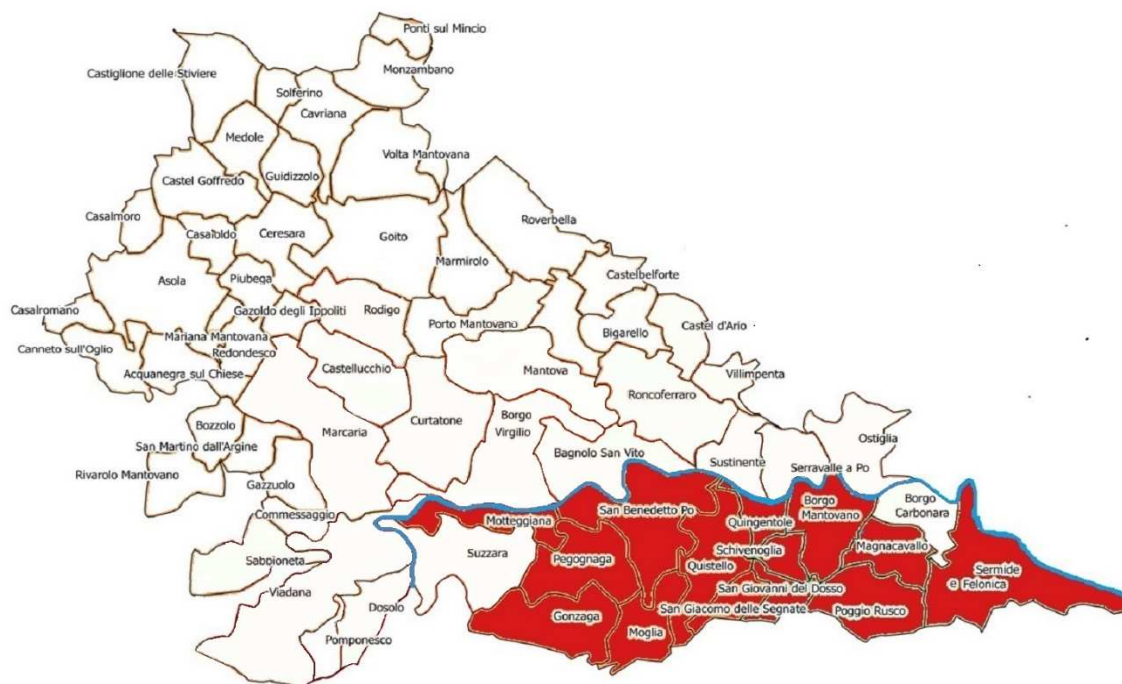 Ponti sul Mincio
Castiglione delle Stiviere
Monzambano
Solferino
Cavriana
Medole
Volta Mantovana
Guidizzolo
Castel Goffredo
Casalmoro
Roverbella
Casaloldo
Ceresara
Goito
Marmirolo
Castelbelforte
Asola
Piubega
Casalromano
Gazoldo degli Ippoliti
Rodigo
Porto Mantovano
Bigarello
Castel d'Ario
Mariana Mantovana
Canneto sull'Oglio
Redondesco
Acquanegra sul Chiese
Castellucchio
Mantova
Villimpenta
Roncoferraro
Bozzolo
Marcaria
Curtatone
Borgo
Virgilio
San Martino dall'Argine
Ostiglia
Rivarolo Mantovano
Gazzuolo
Bagnolo San Vito
Sustinente
Serravalle a Po
Commessaggio
Motteggiana
San Benedetto Po
Quingentole
Borgo
Mantovano
Borgo
Carbonara
Sabbioneta
Suzzara
Pegognaga
Schivenoglia
Magnacavallo
Quistello
Sermide
e Felonica
Viadana
San Giovanni del Dosso
Dosolo
Gonzaga
San Giacomo delle Segnate
Poggio Rusco
Moglia
Pomponesco